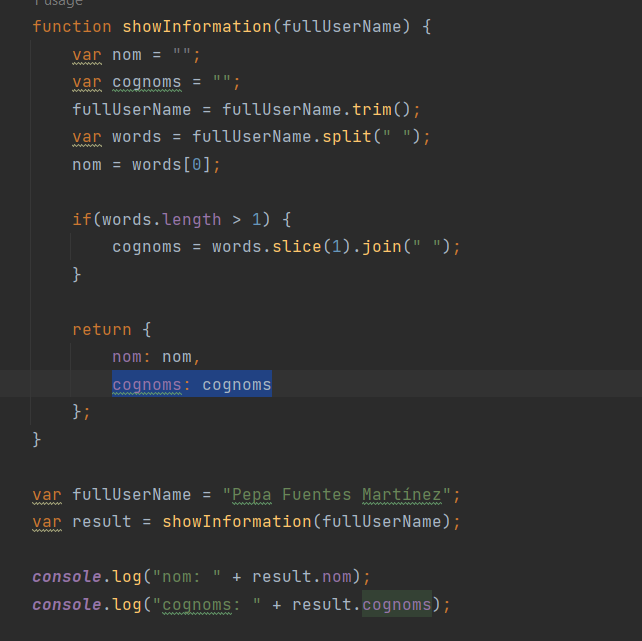 1 usage
function showInformation(fullUserName) {
var nom = "";
var cognoms = "";
fullUserName = fullUserName.trim();
var words = fullUserName.split(" ");
nom = words[0];
if(words.length > 1) {
cognoms = words.slice(1).join(" ");
}
return {
nom: nom,
cognoms: cognoms
};
}
var fullUserName = "Pepa Fuentes Martínez";
var result = showInformation(fullUserName);
console.log("nom: " + result.nom);
console.log("cognoms: " + result.cognoms);